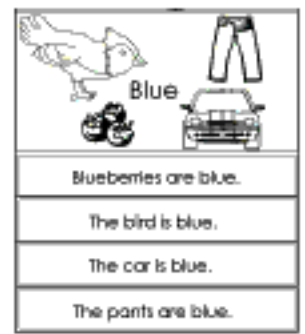 Blue
Blueberries are blue.
The bird is blue.
The car is blue.
The pants are blue.